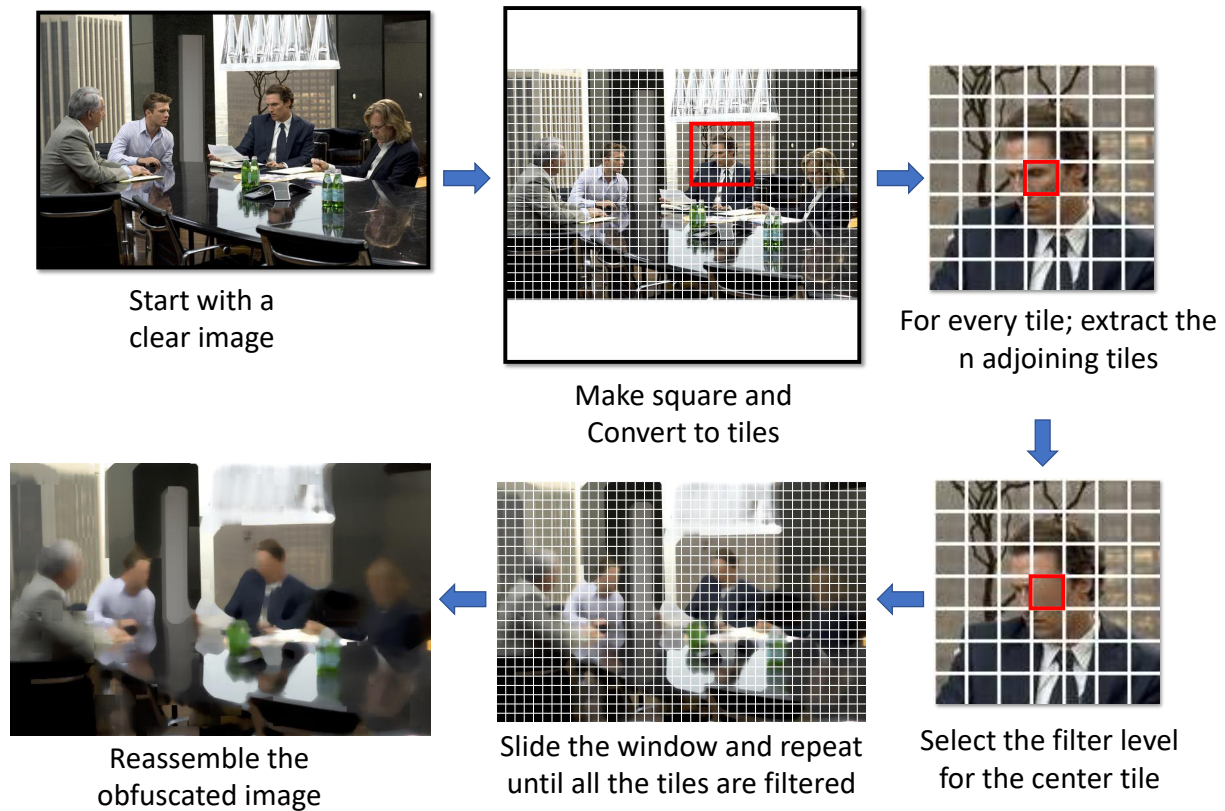 Start with a
clear image
Make square and
Convert to tiles
For every tile; extract the
n adjoining tiles
Select the filter level
for the center tile
Slide the window and repeat
until all the tiles are filtered
Reassemble the
obfuscated image